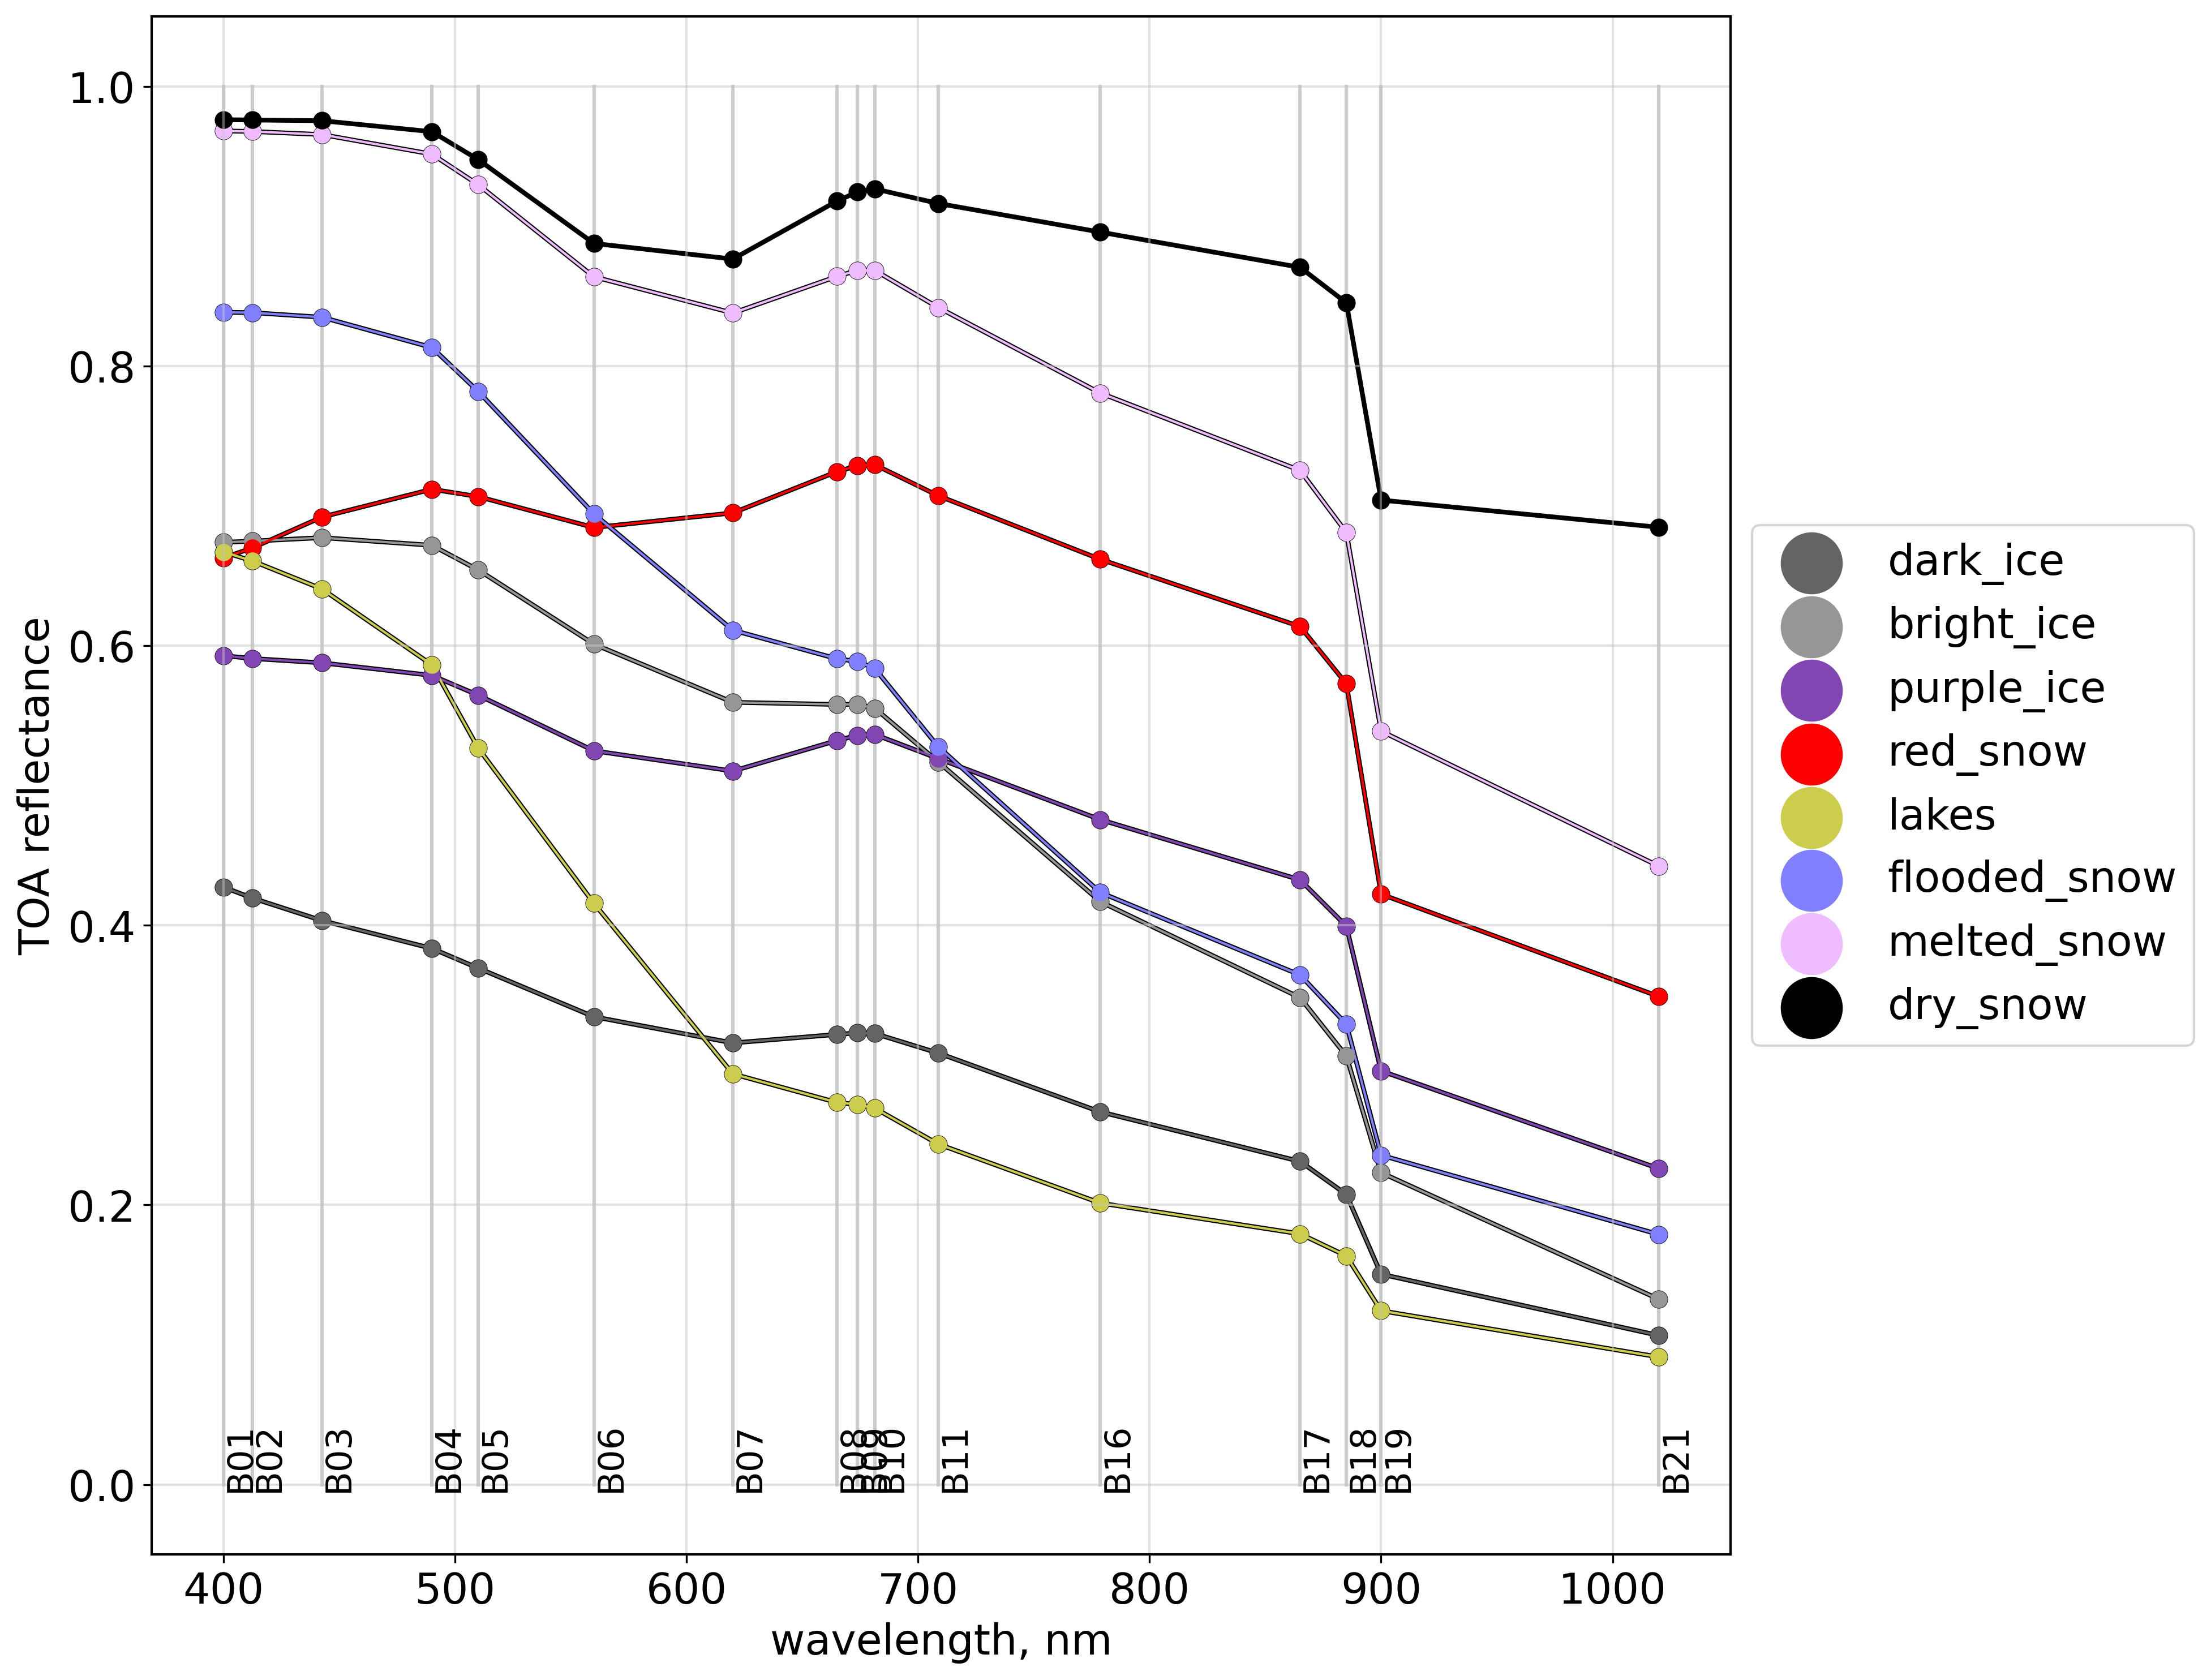 1.0
0.8
0.6
0.4
0.2
0.0
TOA reflectance
B01
B02
B03
B04
B05
B06
B07
B08
B09
B10
B11
B16
B17
B18
B19
B21
400
500
600
700
800
900
1000
wavelength, nm
dark_ice
bright_ice
purple_ice
red_snow
lakes
flooded_snow
melted_snow
dry_snow